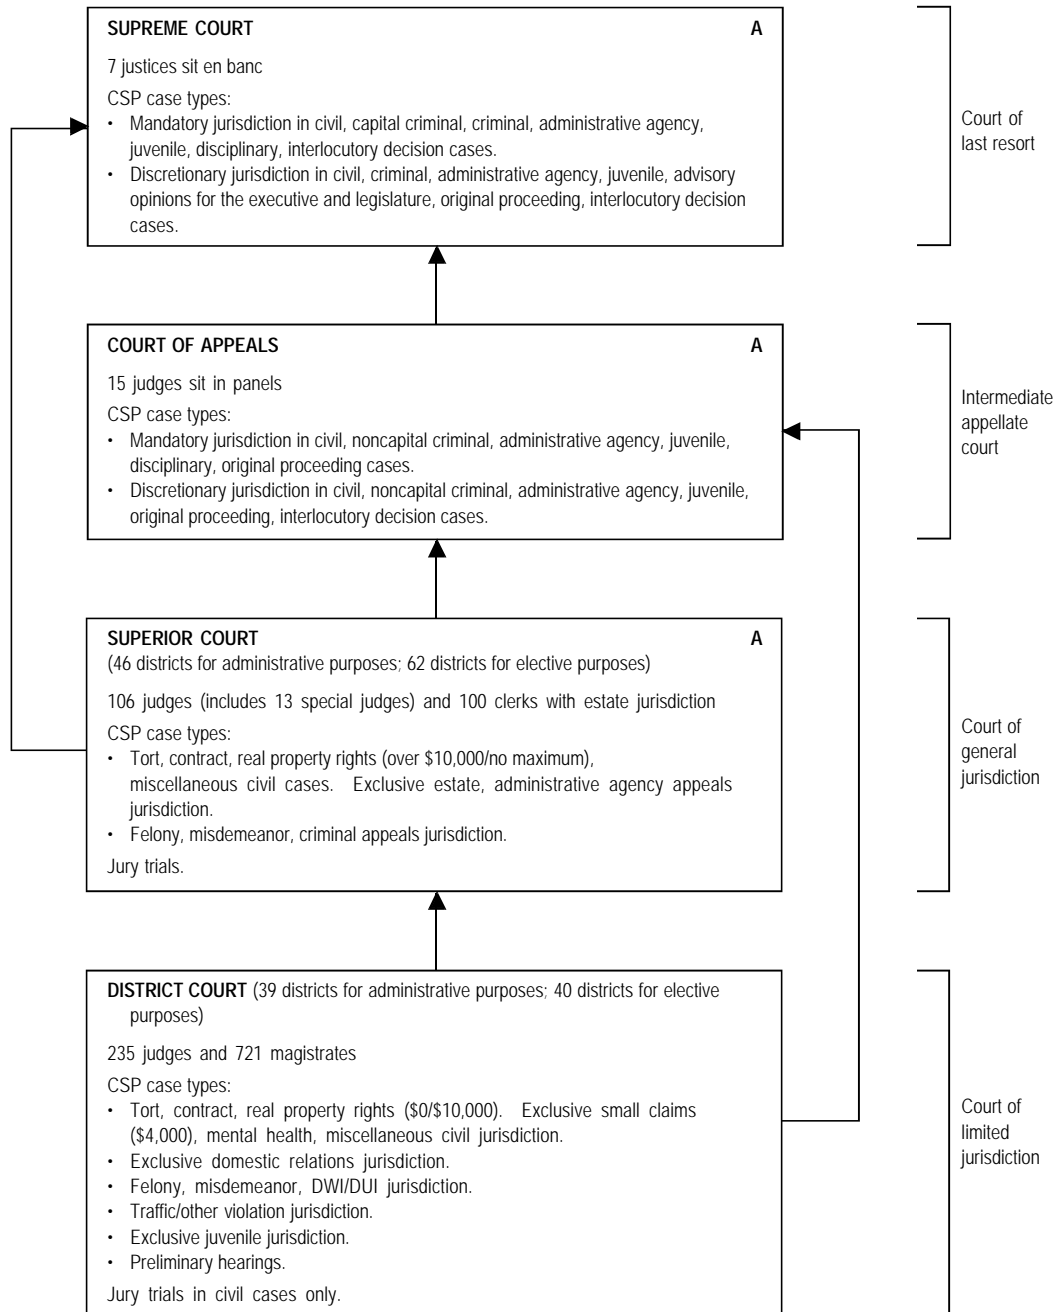 SUPREME COURT A
7 justices sit en banc
CSP case types:
• Mandatory jurisdiction in civil, capital criminal, criminal, administrative agency,
juvenile, disciplinary, interlocutory decision cases.
• Discretionary jurisdiction in civil, criminal, administrative agency, juvenile, advisory
opinions for the executive and legislature, original proceeding, interlocutory decision
cases.
Court of
last resort
COURT OF APPEALS A
15 judges sit in panels
CSP case types:
• Mandatory jurisdiction in civil, noncapital criminal, administrative agency, juvenile,
disciplinary, original proceeding cases.
• Discretionary jurisdiction in civil, noncapital criminal, administrative agency, juvenile,
original proceeding, interlocutory decision cases.
Intermediate
appellate
court
SUPERIOR COURT A
(46 districts for administrative purposes; 62 districts for elective purposes)
106 judges (includes 13 special judges) and 100 clerks with estate jurisdiction
CSP case types:
• Tort, contract, real property rights (over $10,000/no maximum),
miscellaneous civil cases. Exclusive estate, administrative agency appeals
jurisdiction.
• Felony, misdemeanor, criminal appeals jurisdiction.
Jury trials.
Court of
general
jurisdiction
DISTRICT COURT (39 districts for administrative purposes; 40 districts for elective
purposes)
235 judges and 721 magistrates
CSP case types:
• Tort, contract, real property rights ($0/$10,000). Exclusive small claims
($4,000), mental health, miscellaneous civil jurisdiction.
• Exclusive domestic relations jurisdiction.
• Felony, misdemeanor, DWI/DUI jurisdiction.
• Traffic/other violation jurisdiction.
• Exclusive juvenile jurisdiction.
• Preliminary hearings.
Jury trials in civil cases only.
Court of
limited
jurisdiction